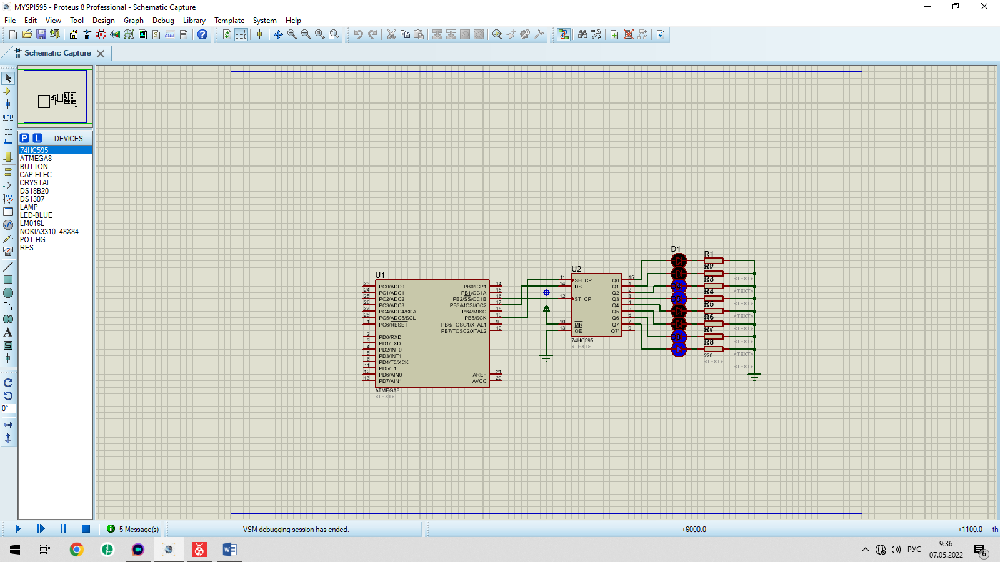 MYSPI595 - Proteus 8 Professional - Schematic Capture
File Edit View Tool Design Graph Debug Library Template System Help
Schematic Capture
LBL
P L DEVICES
74HC595
ATMEGA8
BUTTON
CAP-ELEC
CRYSTAL
DS18B20
DS1307
LAMP
LED-BLUE
LM016L
NOKIA3310_48X84
POT-HG
RES
A
S
0°
U1
23 PC0/ADC0
24 PC1/ADC1
25 PC2/ADC2
26 PC3/ADC3
27 PC4/ADC4/SDA
28 PC5/ADC5/SCL
1 PC6/RESET
2 PD0/RXD
3 PD1/TXD
4 PD2/INT0
5 PD3/INT1
6 PD4/T0/XCK
11 PD5/T1
12 PD6/AIN0
13 PD7/AIN1
PB0/ICP1 14
PB1/OC1A 15
PB2/SS/OC1B 16
PB3/MOSI/OC2 17
PB4/MISO 18
PB5/SCK 19
PB6/TOSC1/XTAL1 9
PB7/TOSC2/XTAL2 10
AREF 21
AVCC 20
ATMEGA8
<TEXT>
U2
11 SH_CP
14 DS
12 ST_CP
10 MR
13 OE
Q0 15
Q1 1
Q2 2
Q3 3
Q4 4
Q5 5
Q6 6
Q7 7
Q7' 9
74HC595
<TEXT>
D1
R1
R2
R3
R4
R5
R6
R7
R8
220
<TEXT>
<TEXT>
<TEXT>
<TEXT>
<TEXT>
<TEXT>
<TEXT>
<TEXT>
5 Message(s)
VSM debugging session has ended.
+6000.0
+1100.0 th
РУС
9:36
07.05.2022
6